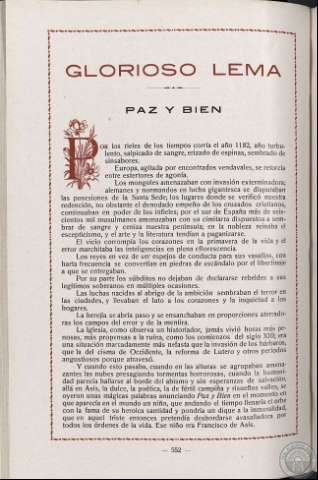 GLORIOSO LEMA
PAZ Y BIEN
Por los rieles de los tiempos corría el año 1182, año turbu-
lento, salpicado de sangre, erizado de espinas, sembrado de
sinsabores.
Europa, agitada por encontrados vendavales, se retorcía
entre estertores de agonía.
Los mongoles amenazaban con invasión exterminadora;
alemanes y normandos en lucha gigantesca se disputaban
las posesiones de la Santa Sede; los lugares donde se verificó nuestra
redención, no obstante el denodado empeño de los cruzados cristianos,
continuaban en poder de los infieles; por el sur de España más de seis-
cientos mil musulmanes amenazaban con su cimitarra dispuestos a sem-
brar de sangre y ceniza nuestra península; en la nobleza reinaba el
escepticismo, y el arte y la literatura tendían a paganizarse.
El vicio corrompía los corazones en la primavera de la vida y el
error marchitaba las inteligencias en plena eflorescencia.
Los reyes en vez de ser espejos de conducta para sus vasallos, con
harta frecuencia se convertían en piedras de escándalo por el libertinaje
a que se entregaban.
Por su parte los súbditos no dejaban de declararse rebeldes a sus
legítimos soberanos en múltiples ocasiones.
Las luchas nacidas al abrigo de la ambición sembraban el terror en
las ciudades, y llevaban el luto a los corazones y la inquietud a los
hogares.
La herejía se abría paso y se ensanchaban en proporciones aterrado-
ras los campos del error y de la mentira.
La Iglesia, como observa un historiador, jamás vivió horas más pe-
nosas, más propensas a la ruina, como los comienzos del siglo XIII; era
una situación marcadamente más nefasta que la invasión de los bárbaros,
que la del cisma de Occidente, la reforma de Lutero y otros períodos
angustiosos porque atravesó.
Y cuando esto pasaba, cuando en las alturas se agrupaban amena-
zantes las nubes presagiando tormentas horrorosas, cuando la humani-
dad parecía hallarse al borde del abismo y sin esperanzas de salvación,
allá en Asís, la dulce, la poética, la de fértil campiña y risueños valles, se
oyeron unas mágicas palabras anunciando Paz y Bien en el momento en
que aparecía en el mundo un niño, que andando el tiempo llenaría el orbe
con la fama de su heroica santidad y pondría un dique a la inmoralidad,
que en aquel triste entonces pretendía desbordarse avasalladora por
todos los órdenes de la vida. Ese niño era Francisco de Asís.
— 552 —